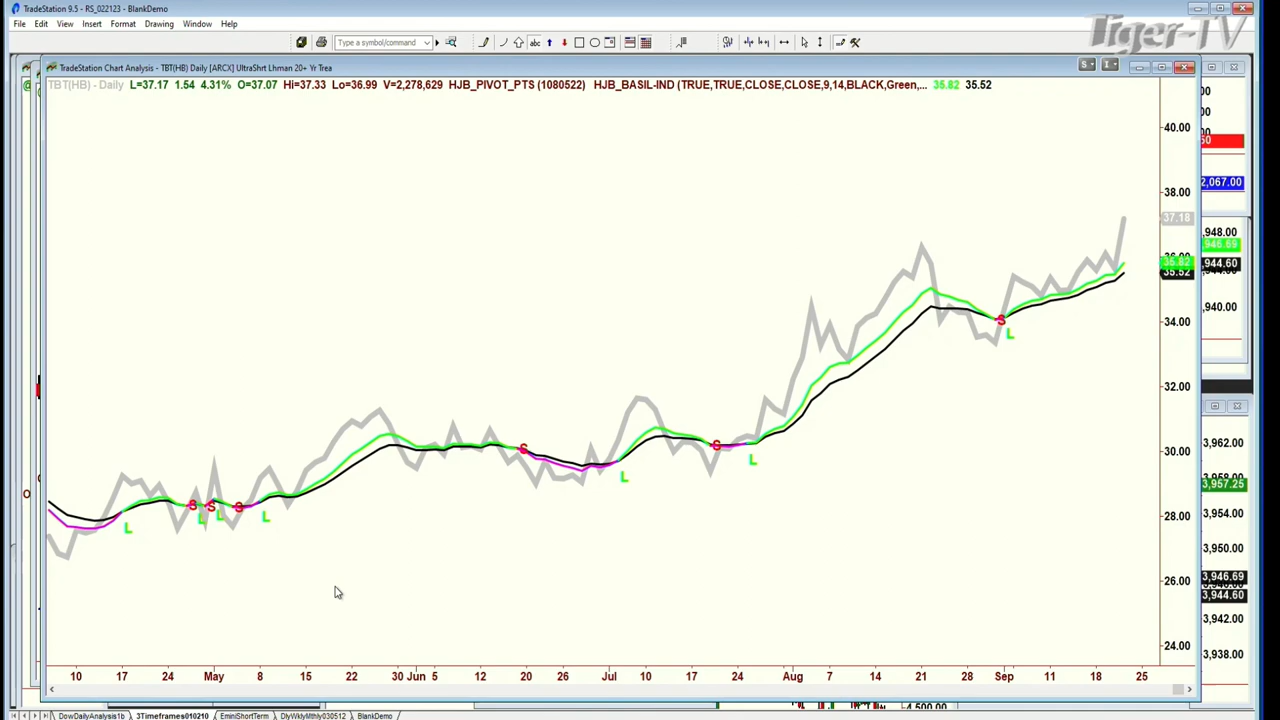 TradeStation 9.5 - RS_022123 - BlankDemo
File Edit View Insert Format Drawing Window Help
Tiger-TV
Type a symbol/command
abc
TradeStation Chart Analysis - TBT(HB) Daily [ARCX] UltraShrt Lhman 20+ Yr Trea
S
I
TBT(HB) - Daily L=37.17 1.54 4.31% O=37.07 Hi=37.33 Lo=36.99 V=2,278,629 HJB_PIVOT_PTS (1080522) HJB_BASIL-IND (TRUE,TRUE,CLOSE,CLOSE,9,14,BLACK,Green,... 35.82 35.52
40.00
38.00
37.18
36.00
35.82
35.52
34.00
32.00
30.00
28.00
26.00
24.00
2,067.00
,948.00
,946.69
,944.60
,940.00
3,962.00
3,957.25
3,954.00
3,950.00
3,946.69
3,944.60
3,942.00
3,938.00
S S S S S S
L L L L L L L
10 17 24 May 8 15 22 30 Jun 5 12 20 26 Jul 10 17 24 Aug 7 14 21 28 Sep 11 18 25
4,500.00
DowDailyAnalysis1b 3Timeframes010210 EminiShortTerm DlyWklyMthly030512 BlankDemo